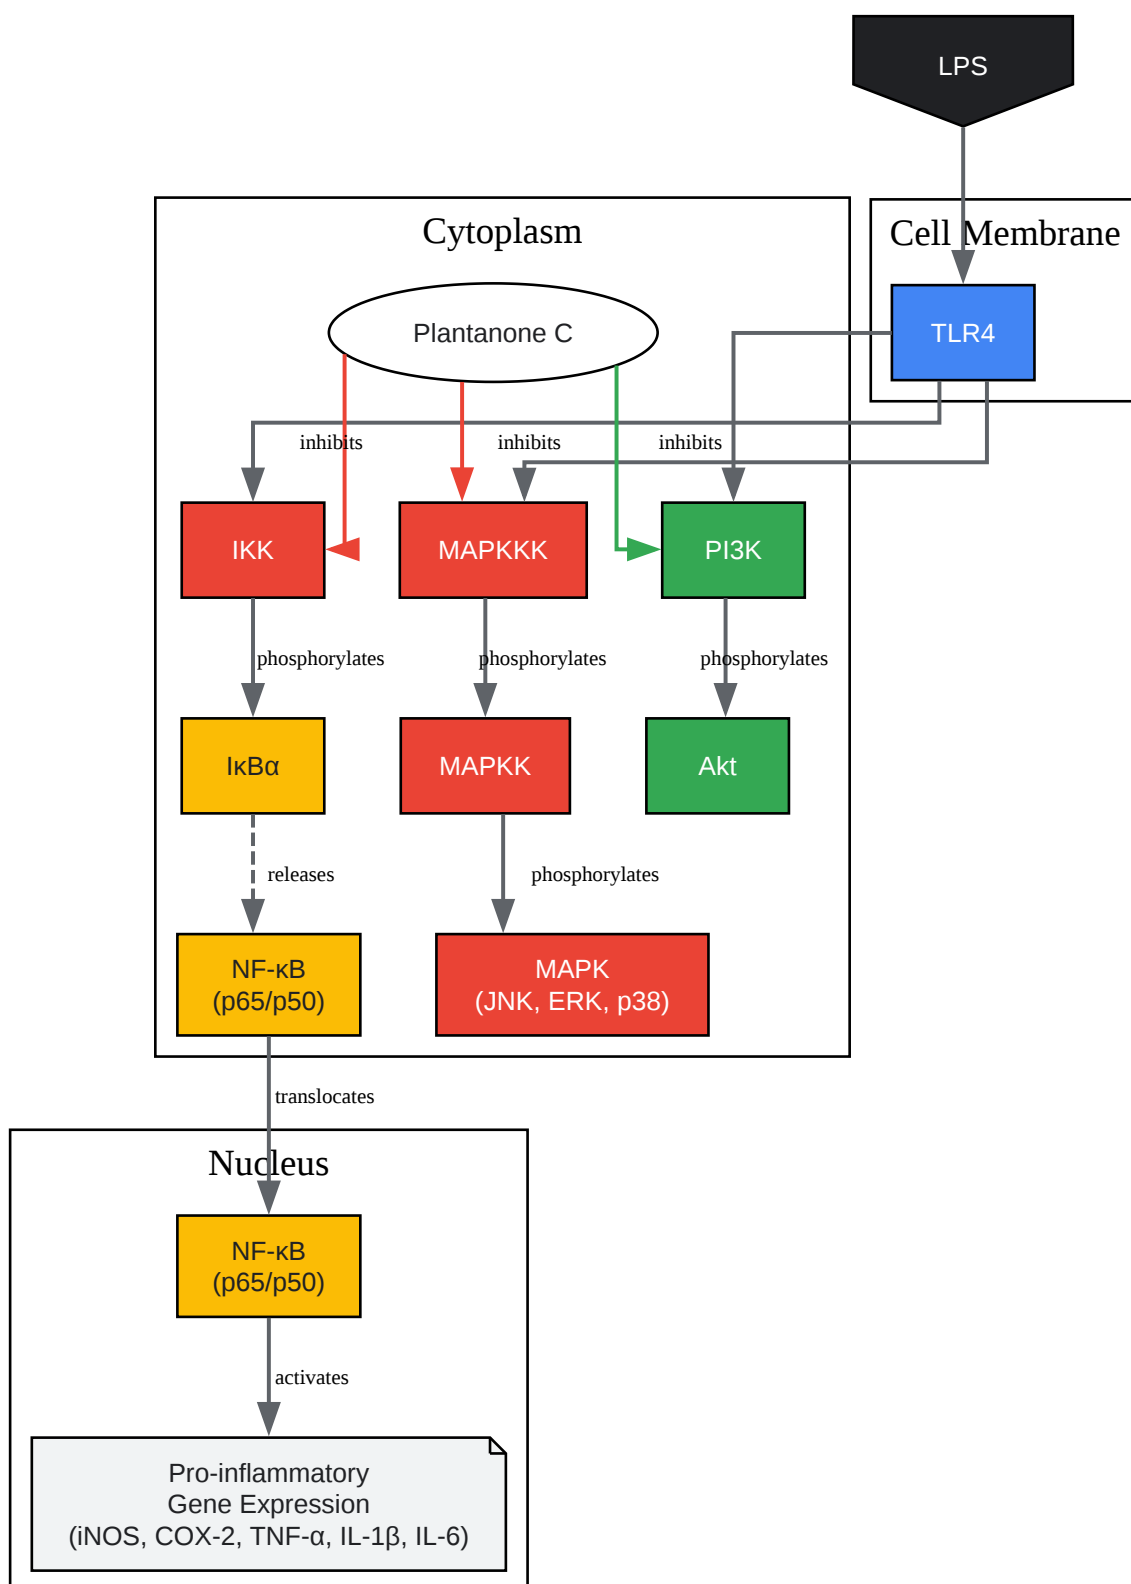 LPS
Cytoplasm
Cell Membrane
Plantanone C
TLR4
inhibits
inhibits
inhibits
IKK
MAPKKK
PI3K
phosphorylates
phosphorylates
phosphorylates
IκBα
MAPKK
Akt
releases
phosphorylates
NF-κB
(p65/p50)
MAPK
(JNK, ERK, p38)
translocates
Nucleus
NF-κB
(p65/p50)
activates
Pro-inflammatory
Gene Expression
(iNOS, COX-2, TNF-α, IL-1β, IL-6)